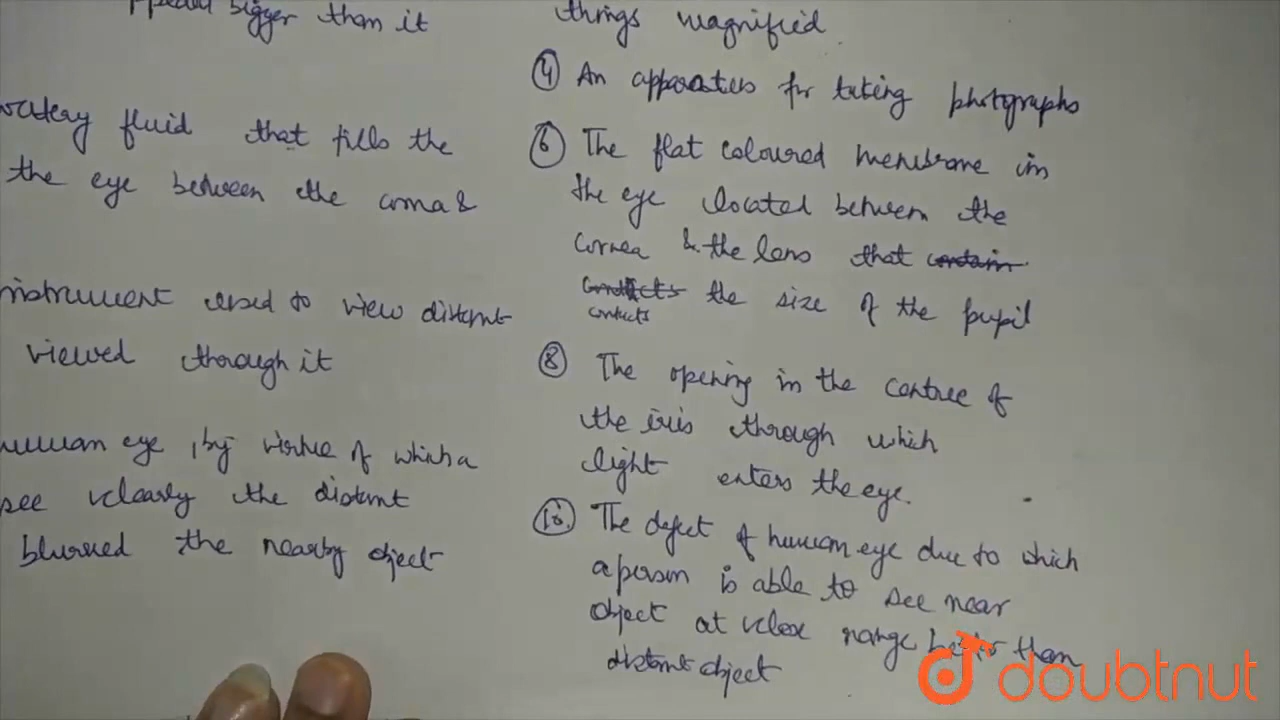 bigger than it
watery fluid that fills the
the eye between the cornea &
instrument used to view distant
viewed through it
human eye, by virtue of which a
see clearly the distant
blurred the nearby object
things magnified
④ An apparatus for taking photographs
⑥ The flat coloured membrane in
the eye located between the
cornea & the lens that contain
the size of the pupil
⑧ The opening in the centre of
the iris through which
light enters the eye.
⑩ The defect of human eye due to which
a person is able to see near
object at close range better than
distant object
doubtnut